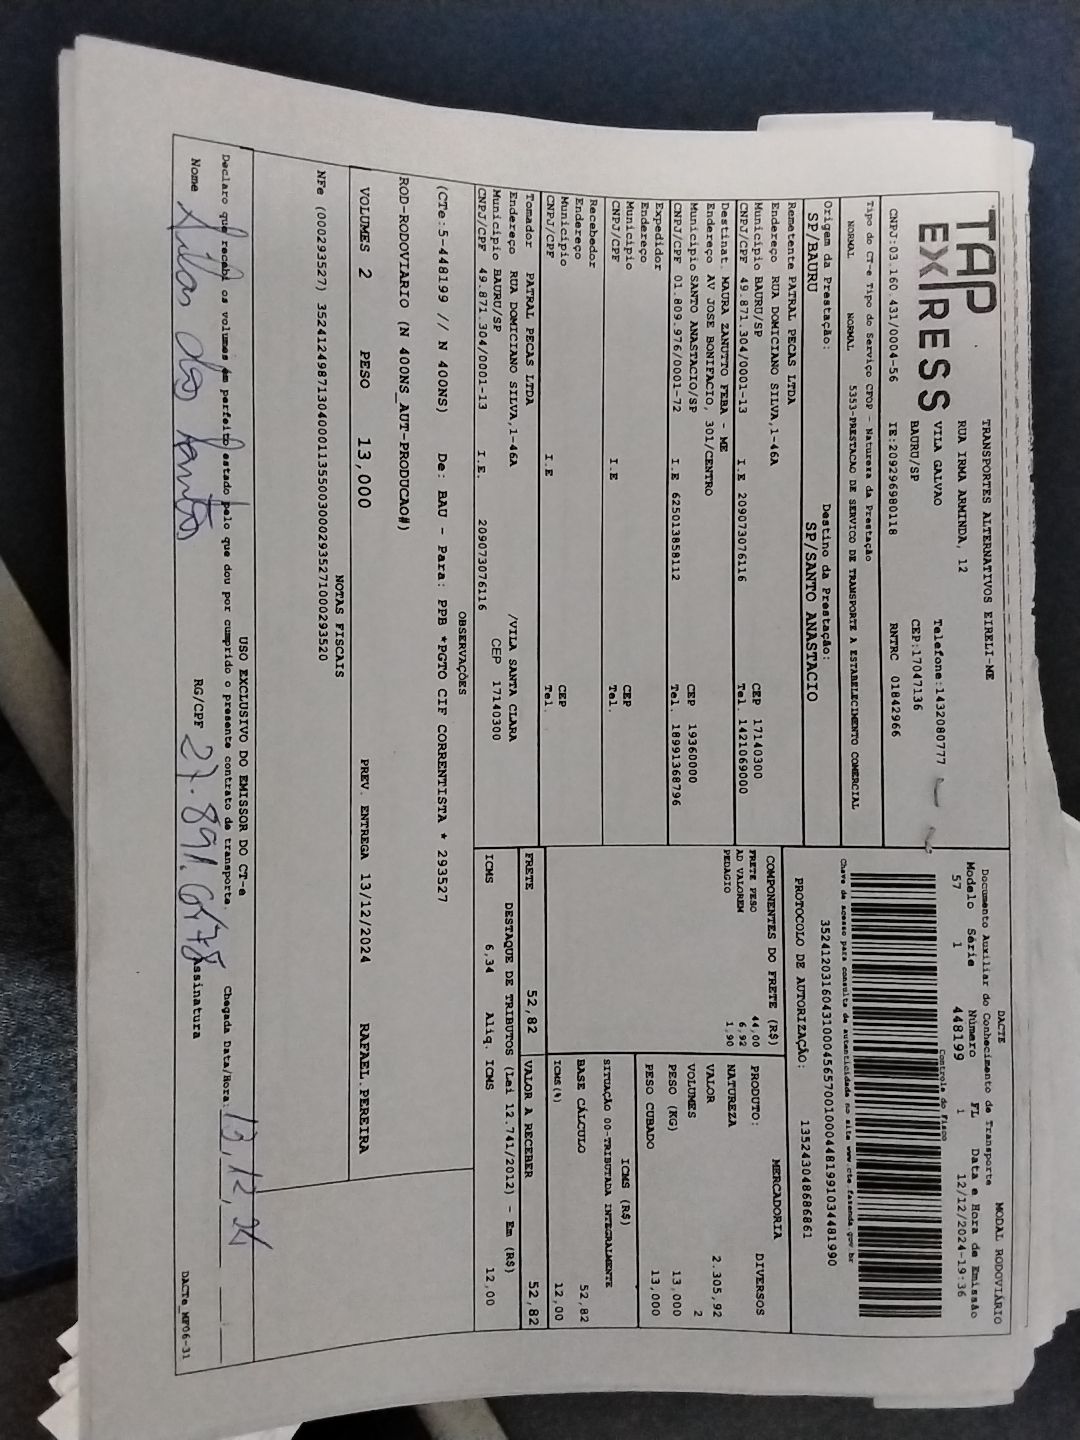 TAP EXPRESS
TRANSPORTES ALTERNATIVOS EIRELI-ME
RUA IRMA ARMINDA, 12 Telefone:1432080777
VILA GALVAO CEP:17047136
BAURU/SP
CNPJ:03.160.431/0004-56 IE:209296980118 RNTRC 01842966
Tipo do CT-e Tipo do Serviço CFOP - Natureza da Prestação
NORMAL NORMAL 5353-PRESTACAO DE SERVICO DE TRANSPORTE A ESTABELECIMENTO COMERCIAL
Origem da Prestação: Destino da Prestação:
SP/BAURU SP/SANTO ANASTACIO
Remetente PATRAL PECAS LTDA
Endereço RUA DOMICIANO SILVA,1-46A
Município BAURU/SP CEP 17140300
CNPJ/CPF 49.871.304/0001-13 I.E 209073076116 Tel. 1421069000
Destinat. MAURA ZANUTTO FERA - ME
Endereço AV JOSE BONIFACIO, 301/CENTRO
Município SANTO ANASTACIO/SP CEP 19360000
CNPJ/CPF 01.809.976/0001-72 I.E 625013858112 Tel. 18991368796
Expedidor
Endereço
Município CEP
CNPJ/CPF I.E Tel.
Recebedor
Endereço
Município CEP
CNPJ/CPF I.E Tel.
Tomador PATRAL PECAS LTDA
Endereço RUA DOMICIANO SILVA,1-46A /VILA SANTA CLARA
Município BAURU/SP CEP 17140300
CNPJ/CPF 49.871.304/0001-13 I.E. 209073076116
DACTE MODAL RODOVIÁRIO
Documento Auxiliar do Conhecimento de Transporte
Modelo Série Número FL Data e Hora de Emissão
57 1 448199 1 12/12/2024-19:36
Controle do Fisco
Chave de acesso para consulta de autenticidade no site www.cte.fazenda.gov.br
35241203160431000456570010004481991034481990
PROTOCOLO DE AUTORIZAÇÃO: 135243048686861
COMPONENTES DO FRETE (R$)
FRETE PESO 44,00
AD VALOREM 6,92
PEDAGIO 1,90
MERCADORIA
PRODUTO: DIVERSOS
NATUREZA
VALOR 2.305,92
VOLUMES 2
PESO (KG) 13,000
PESO CUBADO 13,000
ICMS (R$)
SITUAÇÃO 00-TRIBUTADA INTEGRALMENTE
BASE CÁLCULO 52,82
ICMS(%) 12,00
FRETE 52,82 VALOR A RECEBER 52,82
DESTAQUE DE TRIBUTOS (Lei 12.741/2012) - Em (R$)
ICMS 6,34 Aliq. ICMS 12,00
OBSERVAÇÕES
(CTe:5-448199 // N 400NS) De: BAU - Para: PPB *PGTO CIF CORRENTISTA * 293527
ROD-RODOVIARIO (N 400NS_AUT-PRODUCAO#)
VOLUMES 2 PESO 13,000 PREV. ENTREGA 13/12/2024 RAFAEL.PEREIRA
NOTAS FISCAIS
NFe (000293527) 35241249871304000113550030002935271000293520
USO EXCLUSIVO DO EMISSOR DO CT-e
Declaro que recebi os volumes em perfeito estado pelo que dou por cumprido o presente contrato de transporte. Chegada Data/Hora: 13,12,24
Nome Silas dos Santos RG/CPF 27.891.6478 Assinatura
DACTe_MF06-31